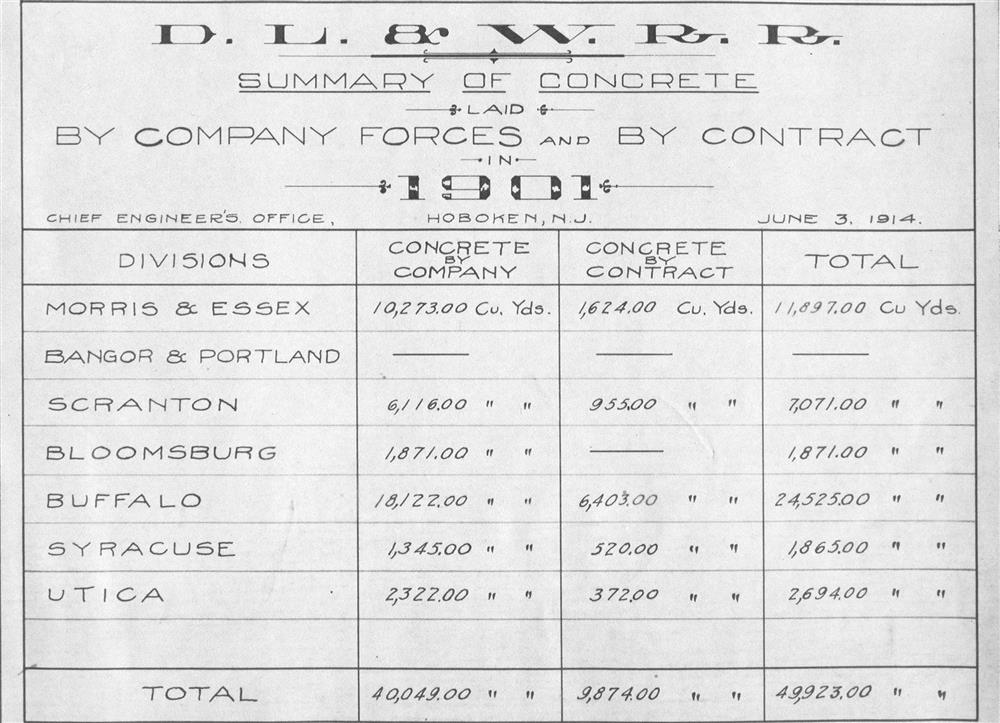 D. L. & W. R. R.
SUMMARY OF CONCRETE
LAID
BY COMPANY FORCES AND BY CONTRACT
IN
1901
CHIEF ENGINEER'S. OFFICE, HOBOKEN, N.J. JUNE 3, 1914.
DIVISIONS CONCRETE BY COMPANY CONCRETE BY CONTRACT TOTAL
MORRIS & ESSEX 10,273.00 Cu. Yds. 1,624.00 Cu. Yds. 11,897.00 Cu Yds.
BANGOR & PORTLAND — — —
SCRANTON 6,116.00 " " 955.00 " " 7,071.00 " "
BLOOMSBURG 1,871.00 " " — 1,871.00 " "
BUFFALO 18,122.00 " " 6,403.00 " " 24,525.00 " "
SYRACUSE 1,345.00 " " 520.00 " " 1,865.00 " "
UTICA 2,322.00 " " 372.00 " " 2,694.00 " "
TOTAL 40,049.00 " " 9,874.00 " " 49,923.00 " "